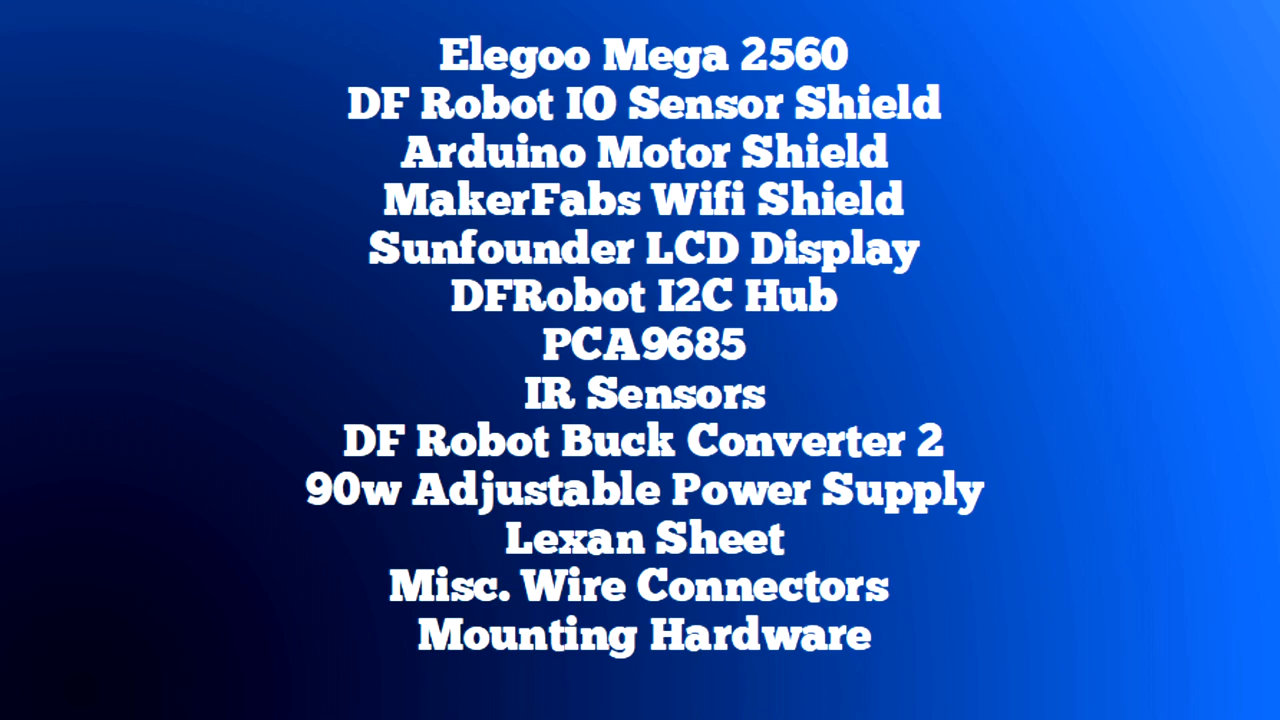 Elegoo Mega 2560
DF Robot IO Sensor Shield
Arduino Motor Shield
MakerFabs Wifi Shield
Sunfounder LCD Display
DFRobot I2C Hub
PCA9685
IR Sensors
DF Robot Buck Converter 2
90w Adjustable Power Supply
Lexan Sheet
Misc. Wire Connectors
Mounting Hardware